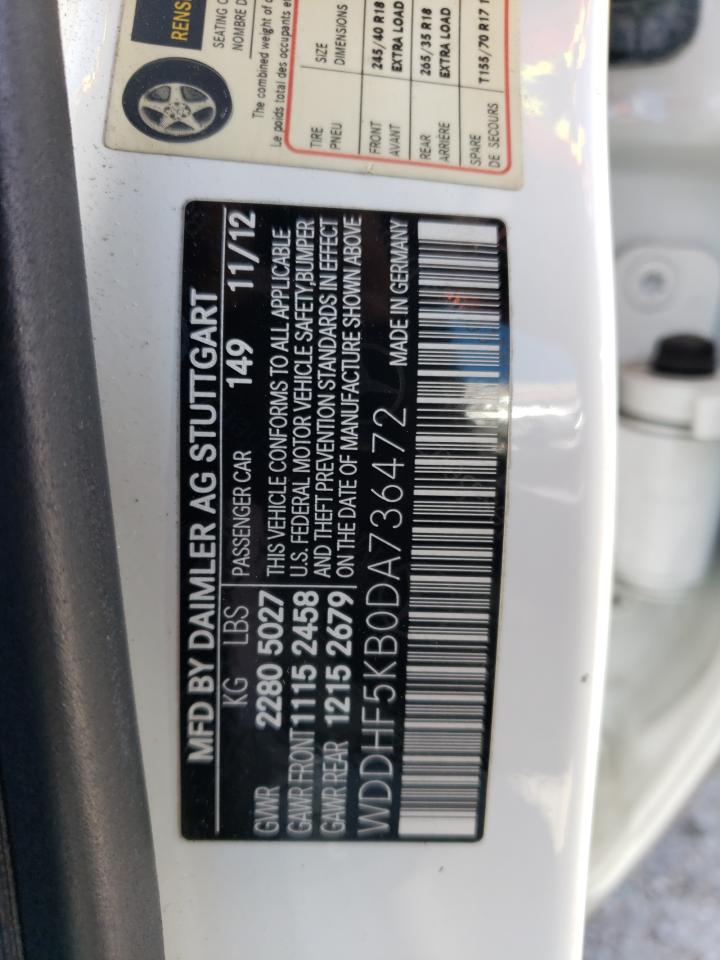 RENS
SEATING
NOMBRE D
The combined weight of
Le poids total des occupants
TIRE SIZE
PNEU DIMENSIONS
FRONT 245/40 R18
AVANT EXTRA LOAD
REAR 265/35 R18
ARRIÈRE EXTRA LOAD
SPARE T155/70 R17 1
DE SECOURS
MFD BY DAIMLER AG STUTTGART
KG LBS PASSENGER CAR 149 11/12
GVWR 2280 5027 THIS VEHICLE CONFORMS TO ALL APPLICABLE
GAWR FRONT 1115 2458 U.S. FEDERAL MOTOR VEHICLE SAFETY,BUMPER
AND THEFT PREVENTION STANDARDS IN EFFECT
GAWR REAR 1215 2679 ON THE DATE OF MANUFACTURE SHOWN ABOVE
WDDHF5KB0DA736472 MADE IN GERMANY